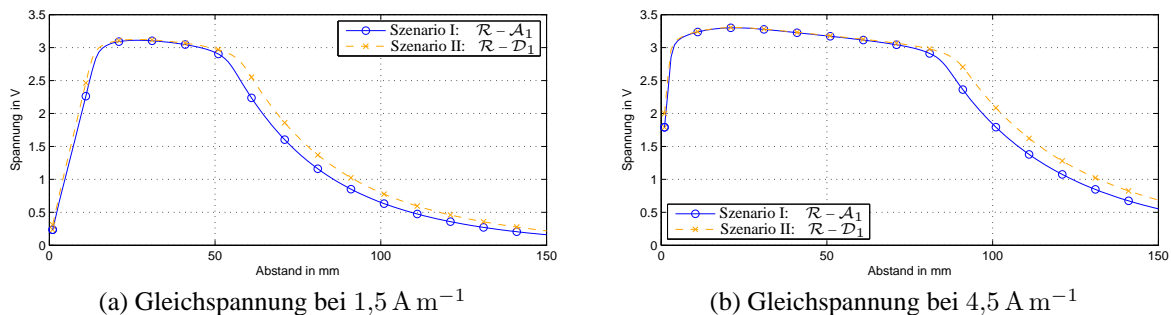 3.5
3
2.5
2
1.5
1
0.5
0
Spannung in V
Szenario I: R – A1
Szenario II: R – D1
0 50 100 150
Abstand in mm
(a) Gleichspannung bei 1,5 A m−1
3.5
3
2.5
2
1.5
1
0.5
0
Spannung in V
Szenario I: R – A1
Szenario II: R – D1
0 50 100 150
Abstand in mm
(b) Gleichspannung bei 4,5 A m−1